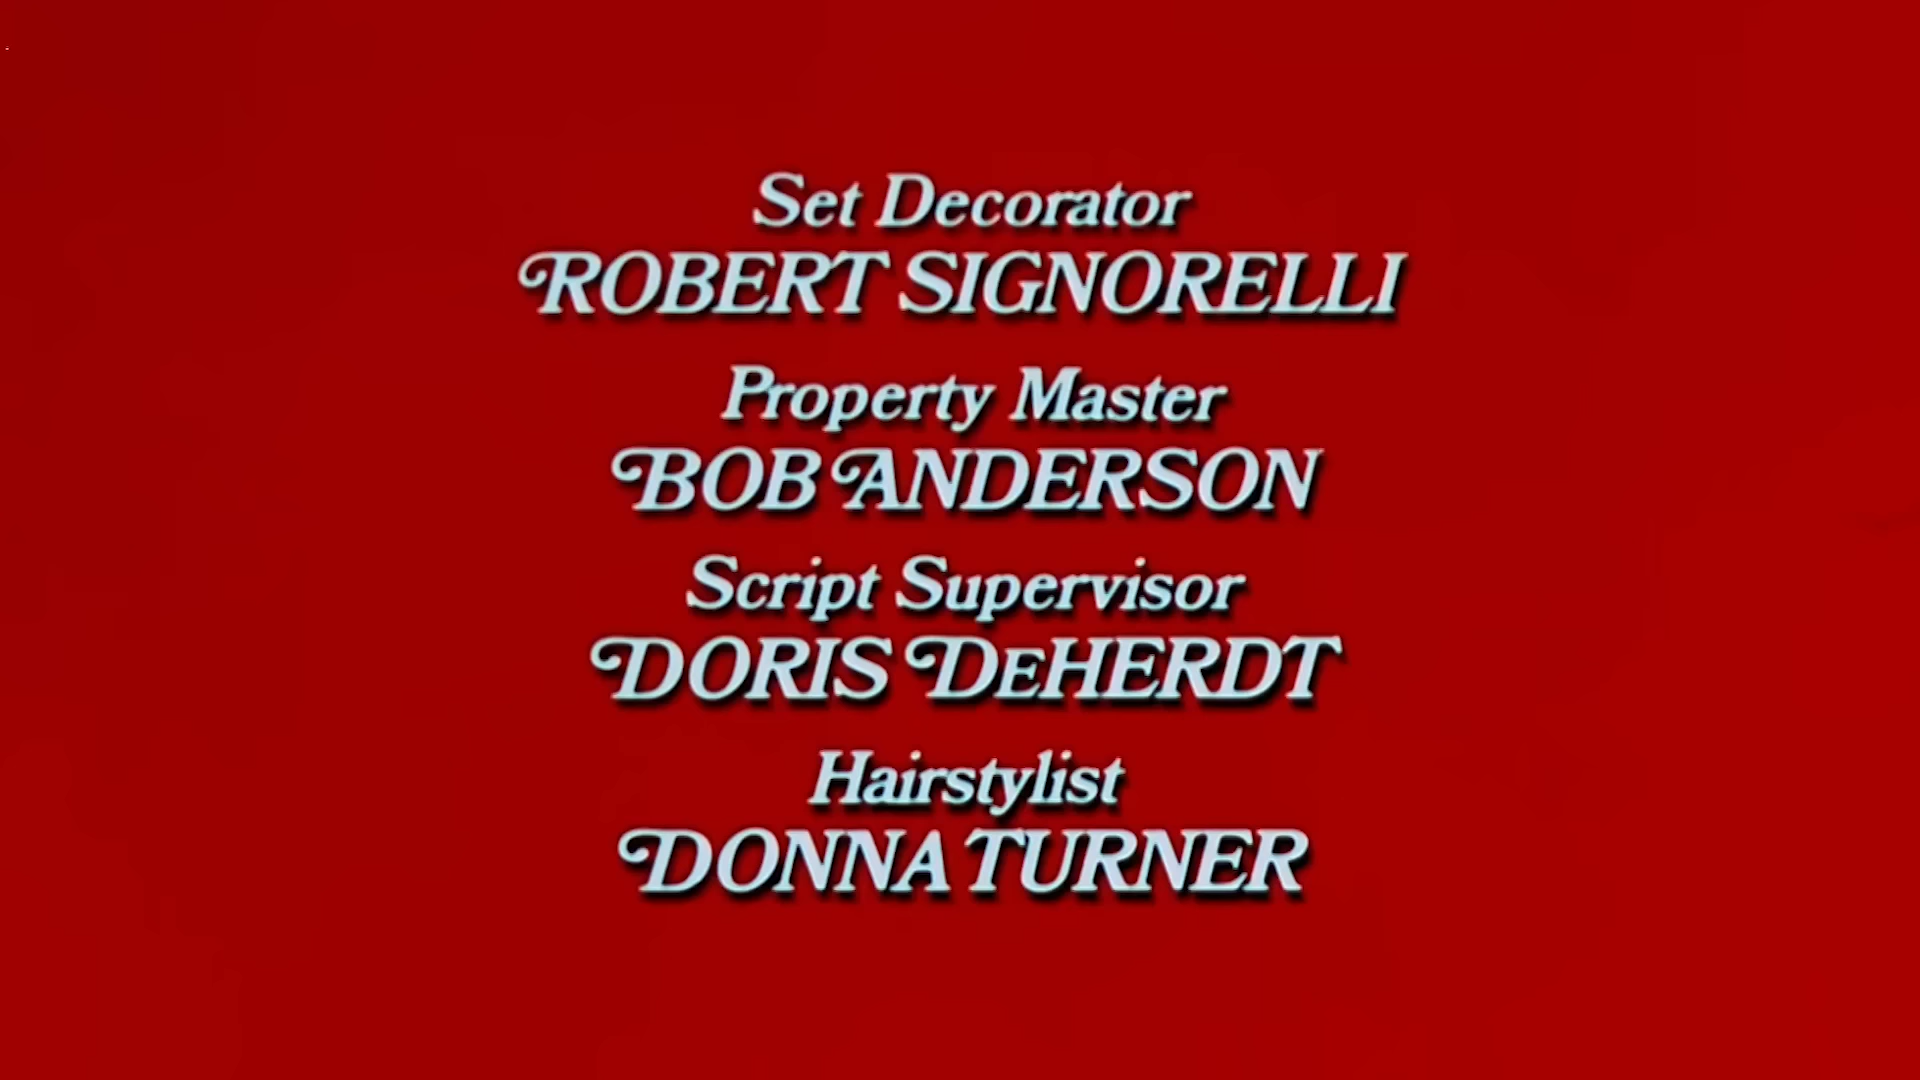 Set Decorator
ROBERT SIGNORELLI
Property Master
BOB ANDERSON
Script Supervisor
DORIS DeHERDT
Hairstylist
DONNA TURNER